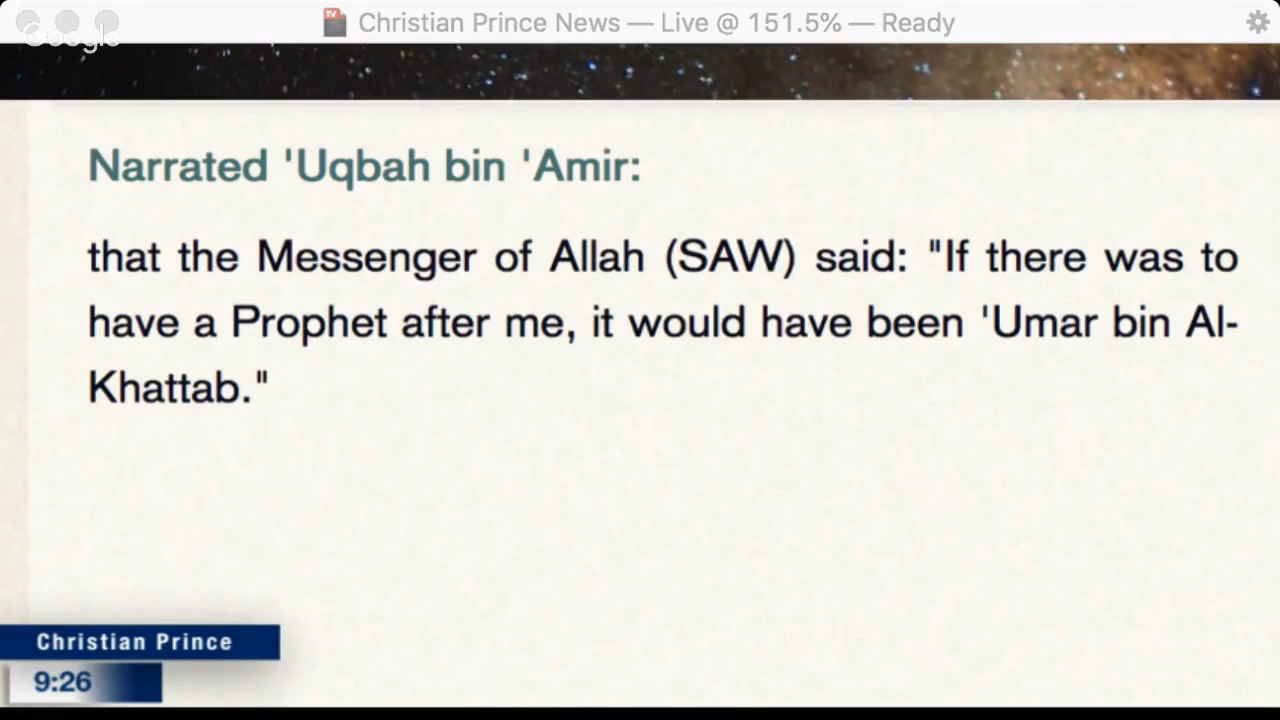 Christian Prince News — Live @ 151.5% — Ready
Google
Narrated 'Uqbah bin 'Amir:
that the Messenger of Allah (SAW) said: "If there was to
have a Prophet after me, it would have been 'Umar bin Al-
Khattab."
Christian Prince
9:26